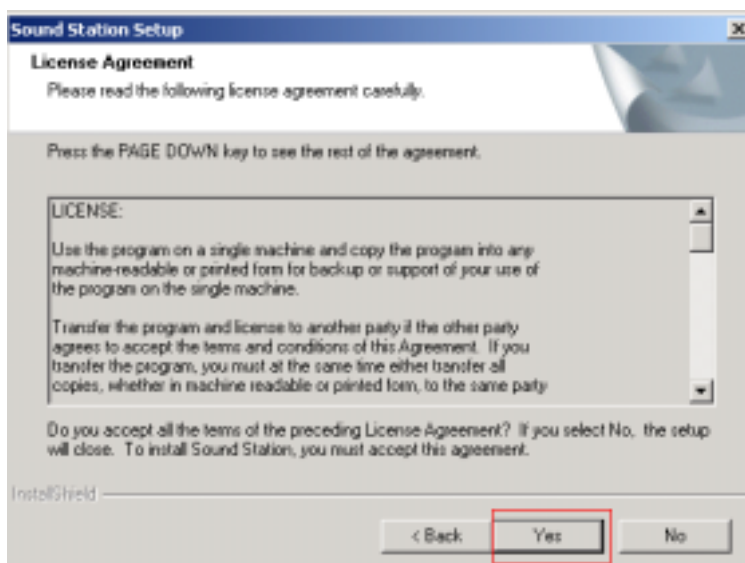 Sound Station Setup
License Agreement
Please read the following license agreement carefully.
Press the PAGE DOWN key to see the rest of the agreement.
LICENSE:
Use the program on a single machine and copy the program into any
machine-readable or printed form for backup or support of your use of
the program on the single machine.
Transfer the program and license to another party if the other party
agrees to accept the terms and conditions of this Agreement. If you
transfer the program, you must at the same time either transfer all
copies, whether in machine readable or printed form, to the same party
Do you accept all the terms of the preceding License Agreement? If you select No, the setup
will close. To install Sound Station, you must accept this agreement.
InstallShield
< Back Yes No